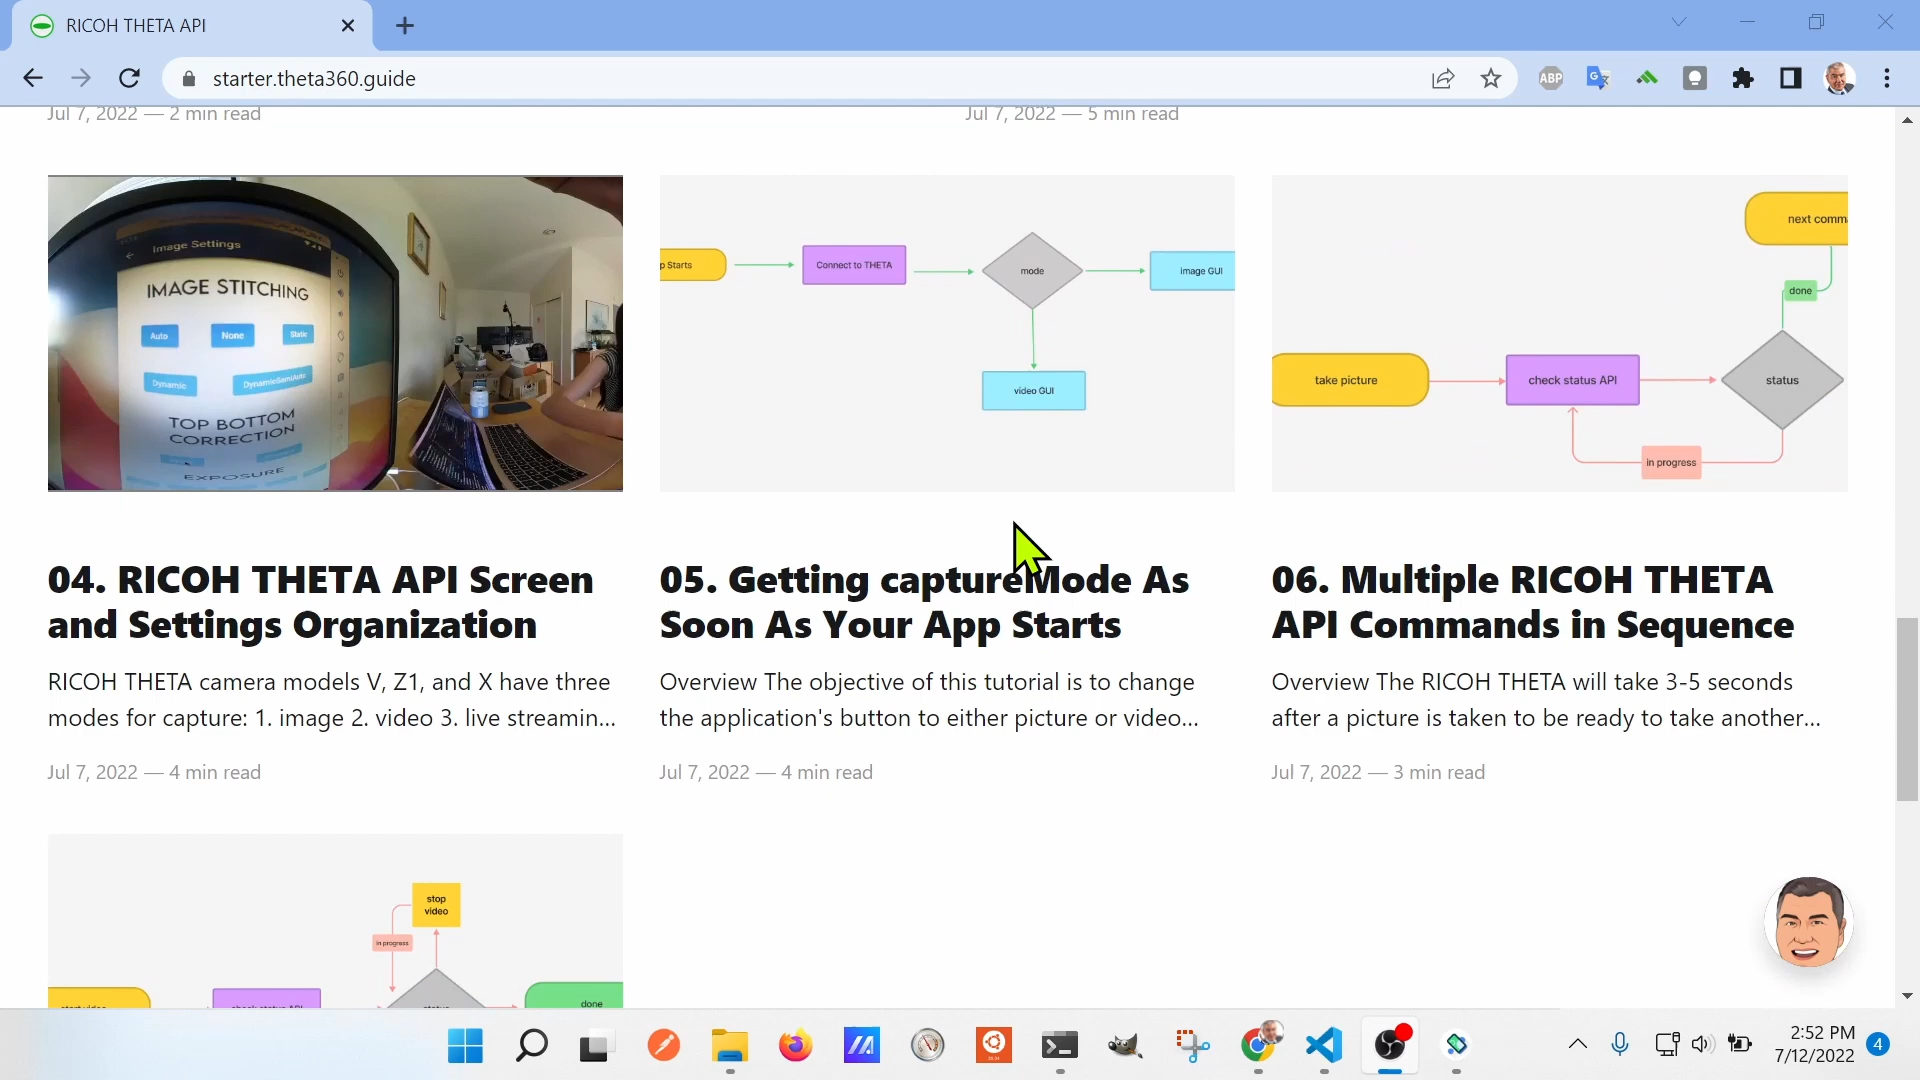 RICOH THETA API
starter.theta360.guide
ABP
Jul 7, 2022 — 2 min read
Jul 7, 2022 — 5 min read
Image Settings
IMAGE STITCHING
Auto
None
Static
Dynamic
DynamicSemiAuto
TOP BOTTOM
CORRECTION
EXPOSURE
p Starts
Connect to THETA
mode
image GUI
video GUI
next comm
done
take picture
check status API
status
in progress
04. RICOH THETA API Screen
and Settings Organization
RICOH THETA camera models V, Z1, and X have three
modes for capture: 1. image 2. video 3. live streamin...
Jul 7, 2022 — 4 min read
05. Getting captureMode As
Soon As Your App Starts
Overview The objective of this tutorial is to change
the application's button to either picture or video...
Jul 7, 2022 — 4 min read
06. Multiple RICOH THETA
API Commands in Sequence
Overview The RICOH THETA will take 3-5 seconds
after a picture is taken to be ready to take another...
Jul 7, 2022 — 3 min read
stop
video
in progress
done
2:52 PM
7/12/2022
4